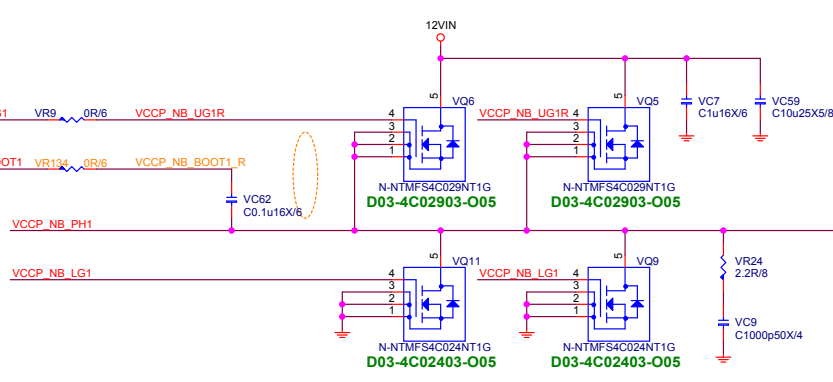 12VIN
G1 VR9 0R/6 VCCP_NB_UG1R
4
3
2
1
5
VQ6
N-NTMFS4C029NT1G
D03-4C02903-O05
VCCP_NB_UG1R
4
3
2
1
5
VQ5
N-NTMFS4C029NT1G
D03-4C02903-O05
VC7
C1u16X/6
VC59
C10u25X5/8
OOT1 VR134 0R/6 VCCP_NB_BOOT1_R
VC62
C0.1u16X/6
VCCP_NB_PH1
VCCP_NB_LG1
4
3
2
1
5
VQ11
N-NTMFS4C024NT1G
D03-4C02403-O05
VCCP_NB_LG1
4
3
2
1
5
VQ9
N-NTMFS4C024NT1G
D03-4C02403-O05
VR24
2.2R/8
VC9
C1000p50X/4